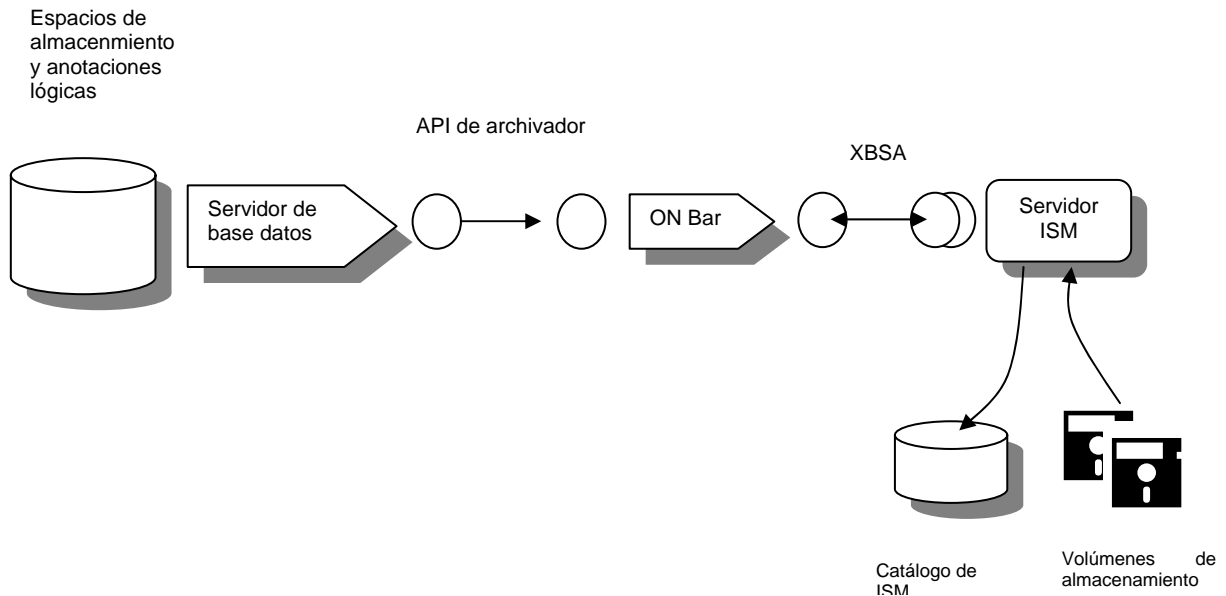 Espacios de
almacenmiento
y anotaciones
lógicas
API de archivador
XBSA
Servidor de
base datos
ON Bar
Servidor
ISM
Catálogo de
ISM
Volúmenes de
almacenamiento